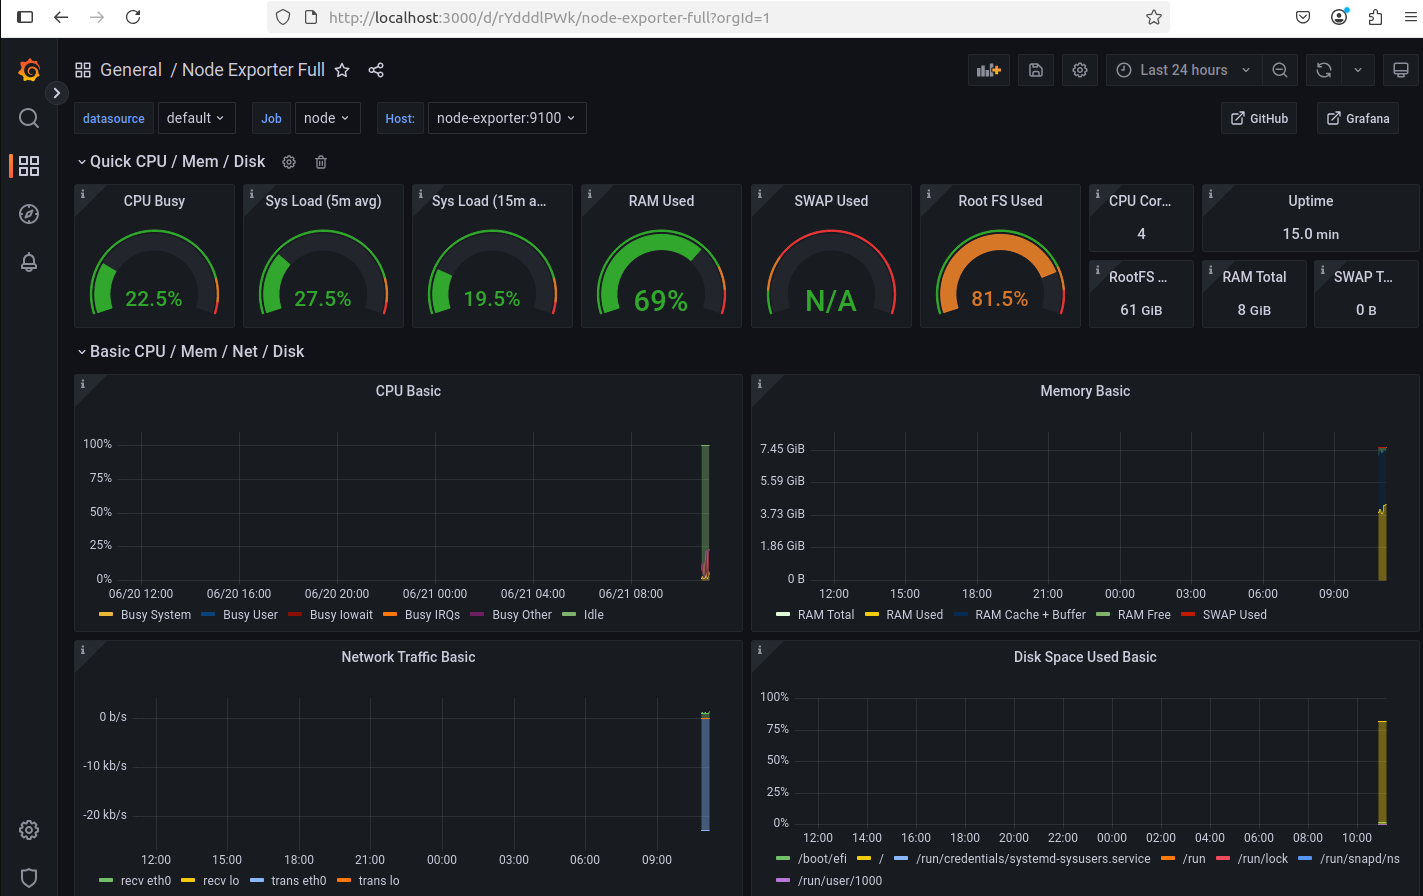 http://localhost:3000/d/rYdddlPWk/node-exporter-full?orgId=1
General / Node Exporter Full
Last 24 hours
datasource default Job node Host: node-exporter:9100 GitHub Grafana
Quick CPU / Mem / Disk
CPU Busy
22.5%
Sys Load (5m avg)
27.5%
Sys Load (15m a...
19.5%
RAM Used
69%
SWAP Used
N/A
Root FS Used
81.5%
CPU Cor...
4
Uptime
15.0 min
RootFS ...
61 GiB
RAM Total
8 GiB
SWAP T...
0 B
Basic CPU / Mem / Net / Disk
CPU Basic
100%
75%
50%
25%
0%
06/20 12:00 06/20 16:00 06/20 20:00 06/21 00:00 06/21 04:00 06/21 08:00
Busy System Busy User Busy Iowait Busy IRQs Busy Other Idle
Memory Basic
7.45 GiB
5.59 GiB
3.73 GiB
1.86 GiB
0 B
12:00 15:00 18:00 21:00 00:00 03:00 06:00 09:00
RAM Total RAM Used RAM Cache + Buffer RAM Free SWAP Used
Network Traffic Basic
0 b/s
-10 kb/s
-20 kb/s
12:00 15:00 18:00 21:00 00:00 03:00 06:00 09:00
recv eth0 recv lo trans eth0 trans lo
Disk Space Used Basic
100%
75%
50%
25%
0%
12:00 14:00 16:00 18:00 20:00 22:00 00:00 02:00 04:00 06:00 08:00 10:00
/boot/efi / /run/credentials/systemd-sysusers.service /run /run/lock /run/snapd/ns
/run/user/1000